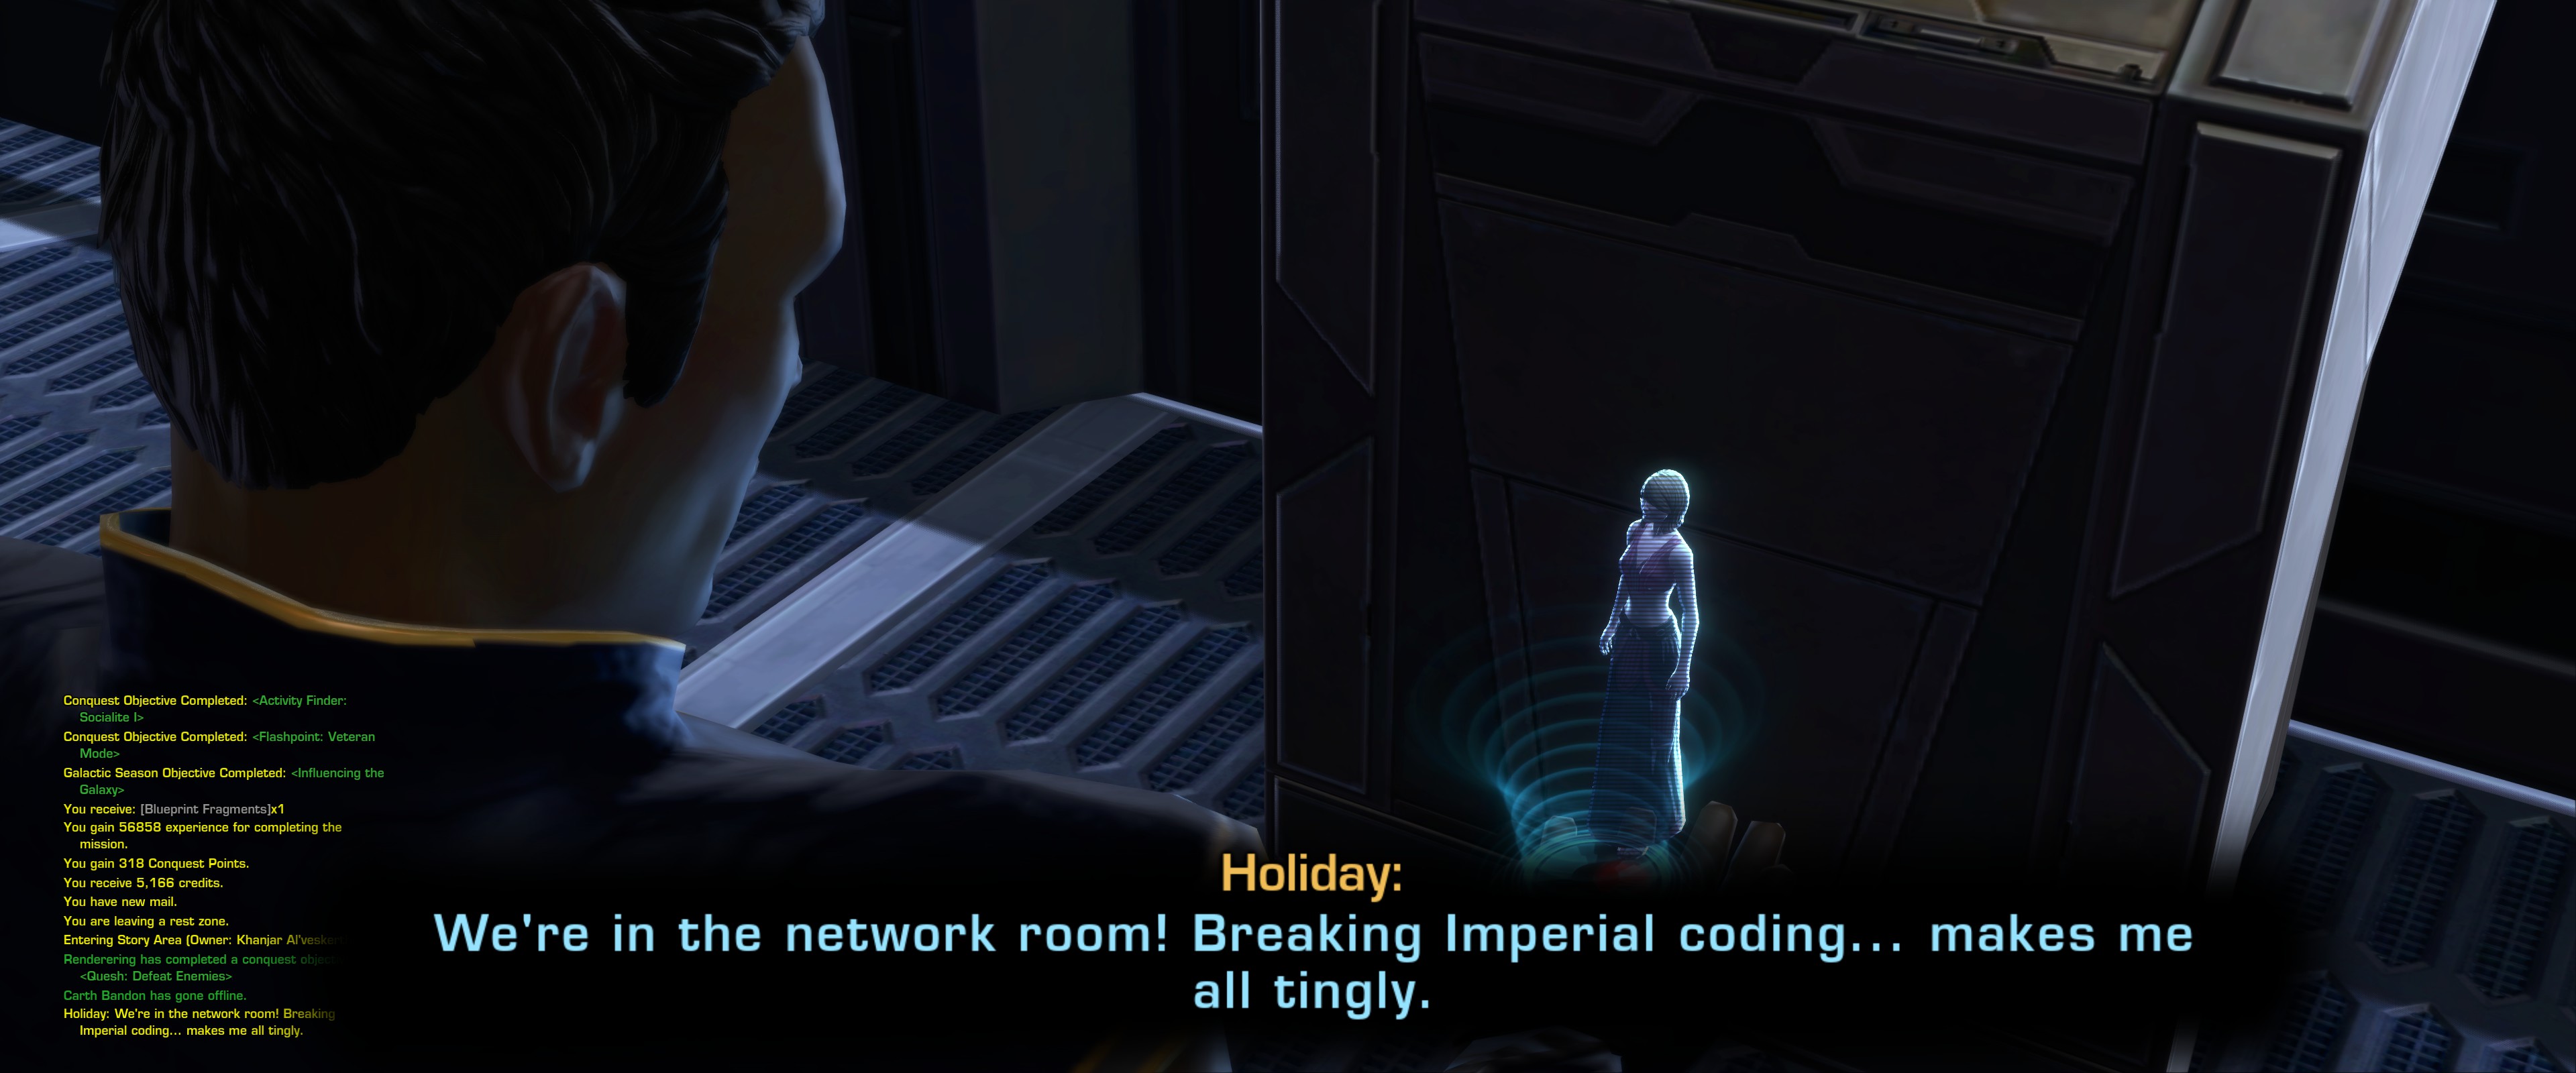 Conquest Objective Completed: <Activity Finder:
Socialite I>
Conquest Objective Completed: <Flashpoint: Veteran
Mode>
Galactic Season Objective Completed: <Influencing the
Galaxy>
You receive: [Blueprint Fragments]x1
You gain 56858 experience for completing the
mission.
You gain 318 Conquest Points.
You receive 5,166 credits.
You have new mail.
You are leaving a rest zone.
Entering Story Area (Owner: Khanjar
Renderering has completed a conquest
<Quesh: Defeat Enemies>
Carth Bandon has gone offline.
Holiday: We're in the network room! Breaking
Imperial coding... makes me all tingly.
Holiday:
We're in the network room! Breaking Imperial coding... makes me
all tingly.